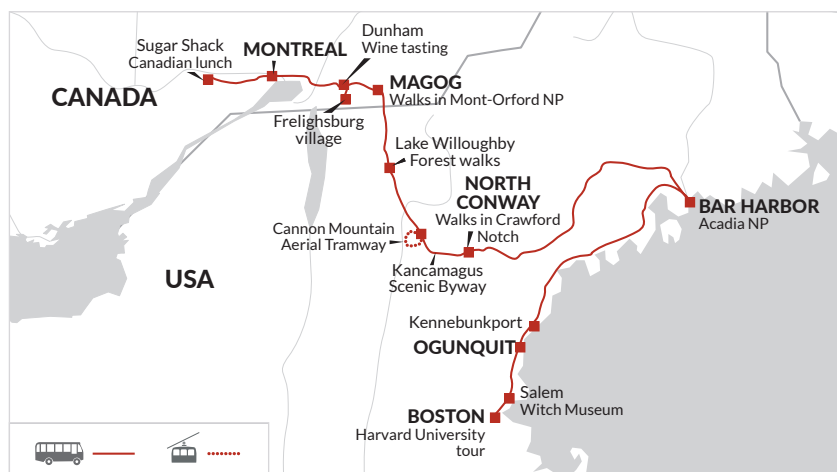 Sugar Shack
Canadian lunch
MONTREAL
Dunham
Wine tasting
CANADA
MAGOG
Walks in Mont-Orford NP
Frelighsburg
village
Lake Willoughby
Forest walks
NORTH
CONWAY
Walks in Crawford
Notch
BAR HARBOR
Acadia NP
Cannon Mountain
Aerial Tramway
USA
Kancamagus
Scenic Byway
Kennebunkport
OGUNQUIT
Salem
Witch Museum
BOSTON
Harvard University
tour